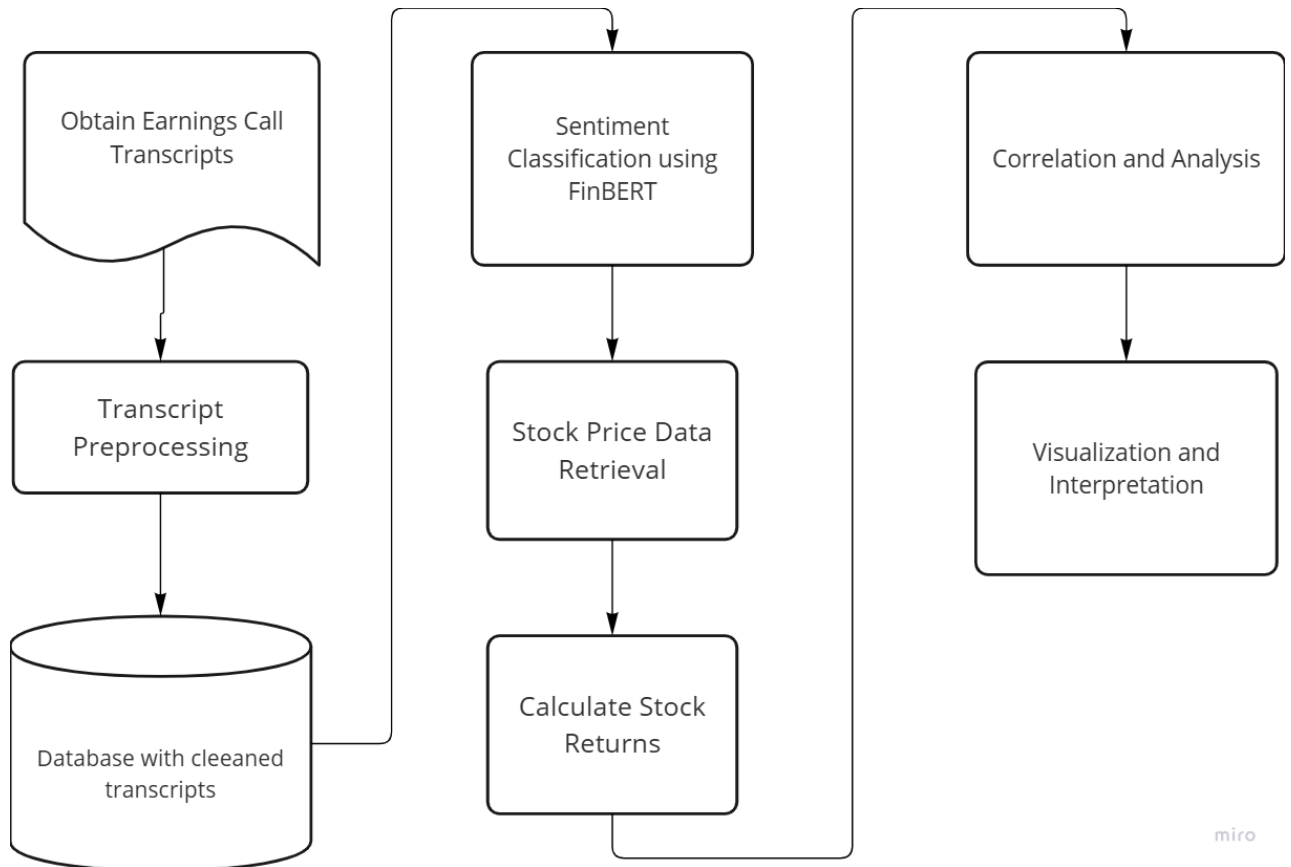 Obtain Earnings Call
Transcripts
Transcript
Preprocessing
Database with cleeaned
transcripts
Sentiment
Classification using
FinBERT
Stock Price Data
Retrieval
Calculate Stock
Returns
Correlation and Analysis
Visualization and
Interpretation
miro